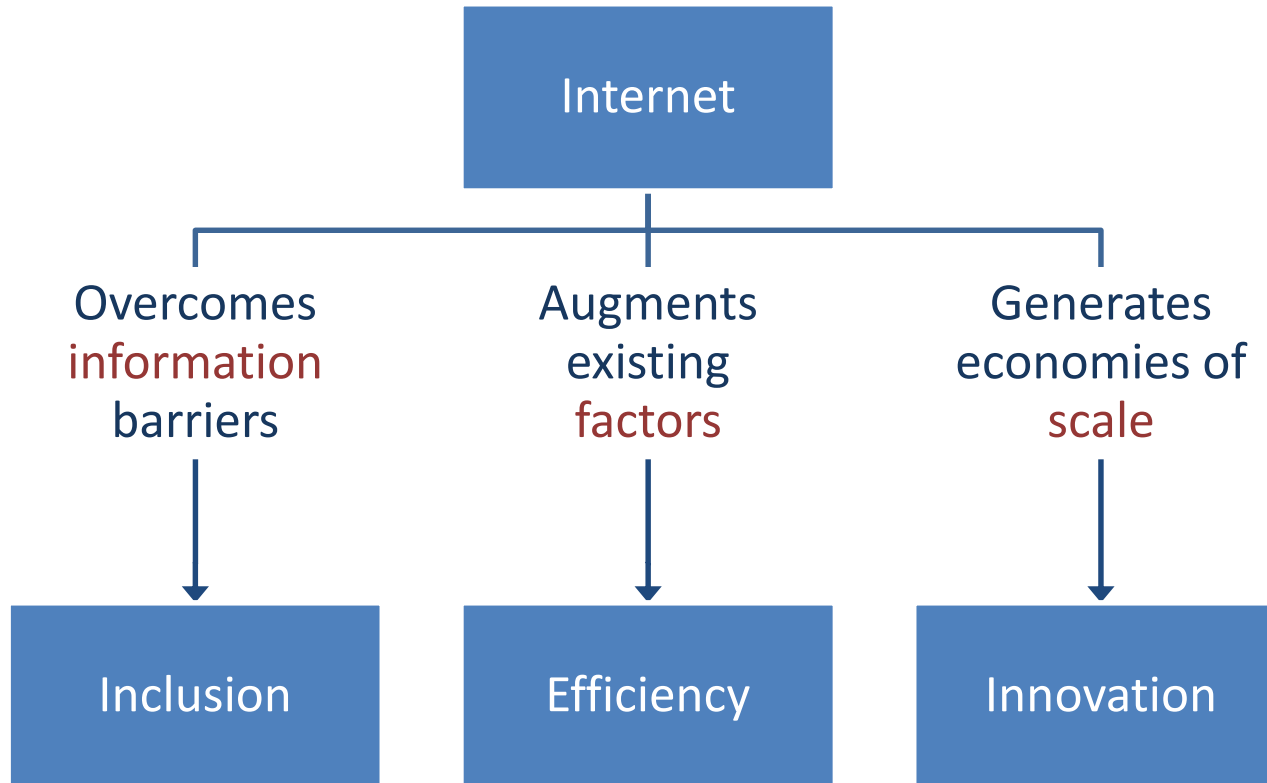 Internet
Overcomes
information
barriers
Augments
existing
factors
Generates
economies of
scale
Inclusion
Efficiency
Innovation